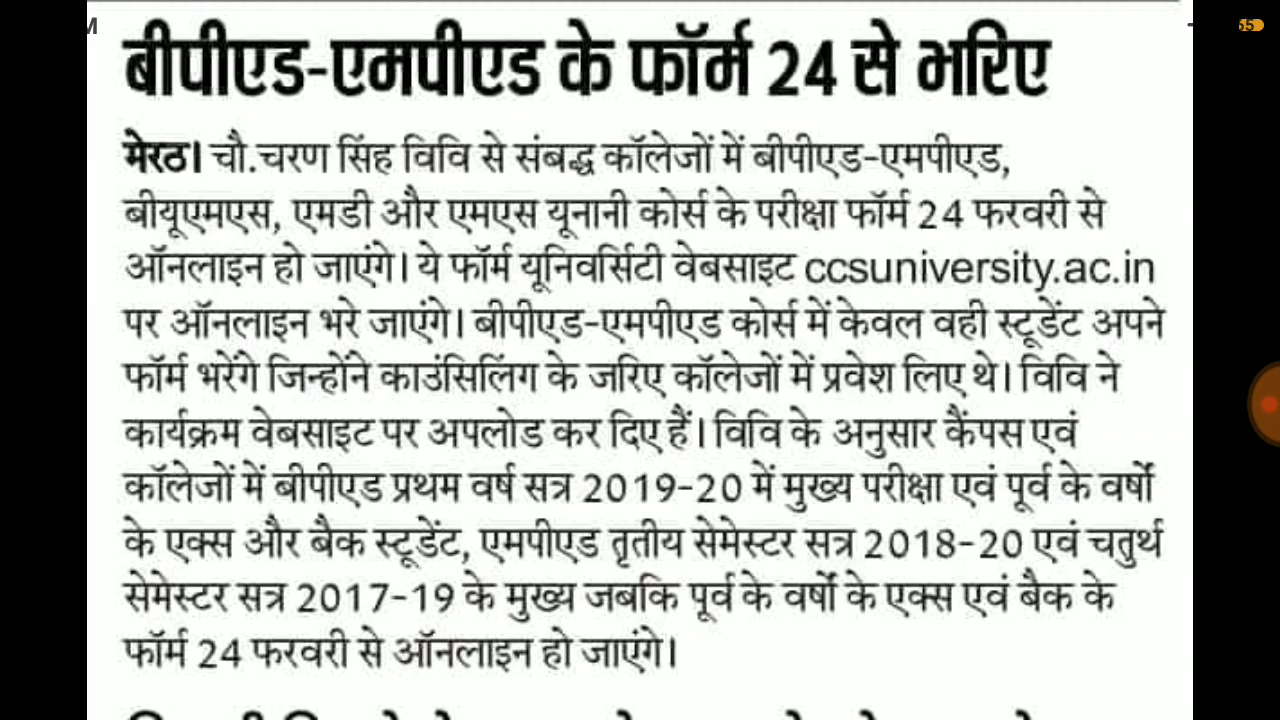 M
55
बीपीएड-एमपीएड के फॉर्म 24 से भरिए
मेरठ। चौ.चरण सिंह विवि से संबद्ध कॉलेजों में बीपीएड-एमपीएड,
बीयूएमएस, एमडी और एमएस यूनानी कोर्स के परीक्षा फॉर्म 24 फरवरी से
ऑनलाइन हो जाएंगे। ये फॉर्म यूनिवर्सिटी वेबसाइट ccsuniversity.ac.in
पर ऑनलाइन भरे जाएंगे। बीपीएड-एमपीएड कोर्स में केवल वही स्टूडेंट अपने
फॉर्म भरेंगे जिन्होंने काउंसिलिंग के जरिए कॉलेजों में प्रवेश लिए थे। विवि ने
कार्यक्रम वेबसाइट पर अपलोड कर दिए हैं। विवि के अनुसार कैंपस एवं
कॉलेजों में बीपीएड प्रथम वर्ष सत्र 2019-20 में मुख्य परीक्षा एवं पूर्व के वर्षों
के एक्स और बैक स्टूडेंट, एमपीएड तृतीय सेमेस्टर सत्र 2018-20 एवं चतुर्थ
सेमेस्टर सत्र 2017-19 के मुख्य जबकि पूर्व के वर्षों के एक्स एवं बैक के
फॉर्म 24 फरवरी से ऑनलाइन हो जाएंगे।